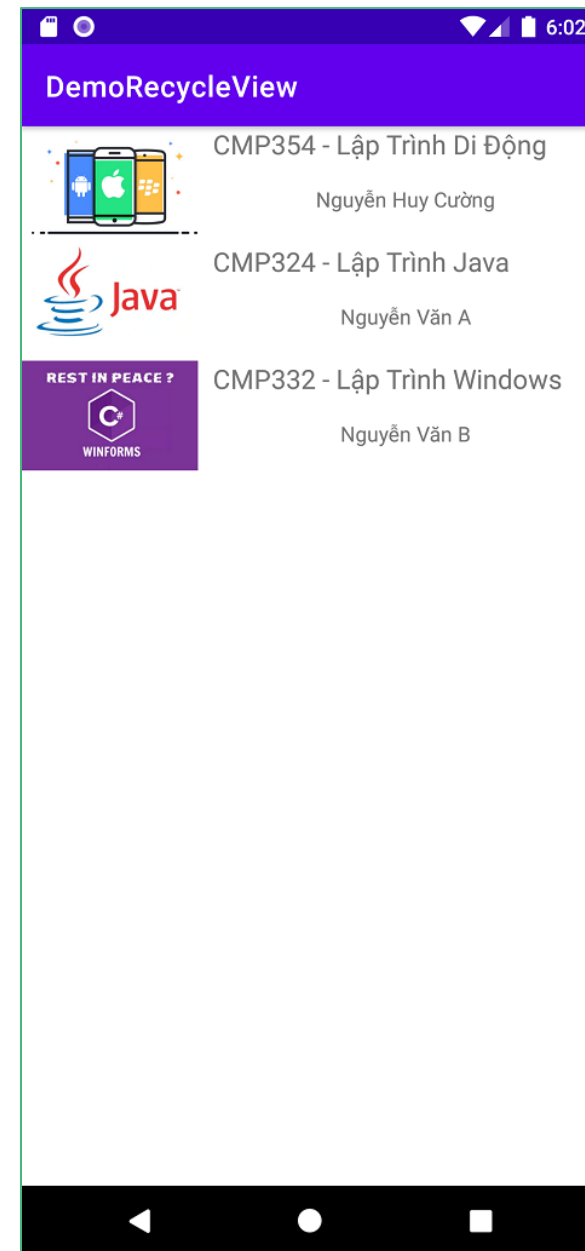 6:02
DemoRecycleView
CMP354 - Lập Trình Di Động
Nguyễn Huy Cường
Java
CMP324 - Lập Trình Java
Nguyễn Văn A
REST IN PEACE ?
C#
WINFORMS
CMP332 - Lập Trình Windows
Nguyễn Văn B